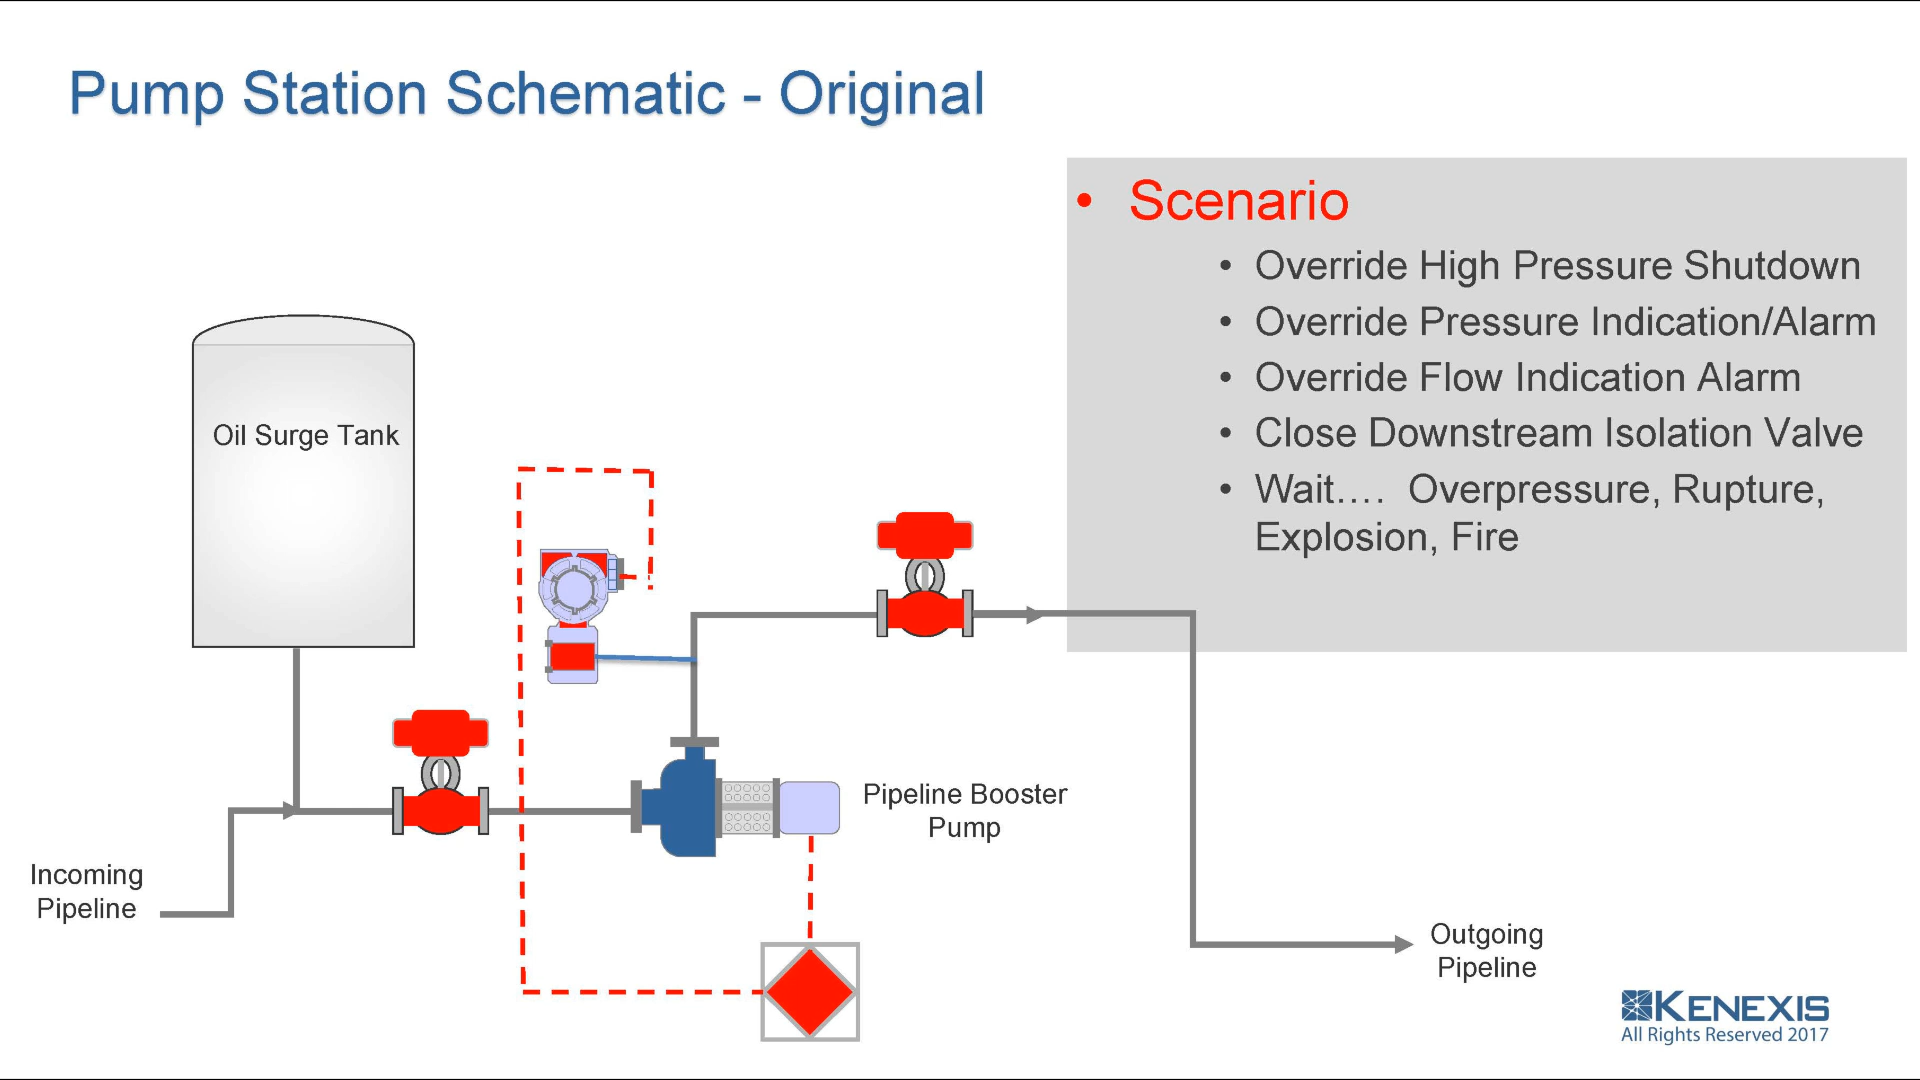 Pump Station Schematic - Original
• Scenario
• Override High Pressure Shutdown
• Override Pressure Indication/Alarm
• Override Flow Indication Alarm
• Close Downstream Isolation Valve
• Wait…. Overpressure, Rupture,
Explosion, Fire
Oil Surge Tank
Pipeline Booster
Pump
Incoming
Pipeline
Outgoing
Pipeline
KENEXIS
All Rights Reserved 2017